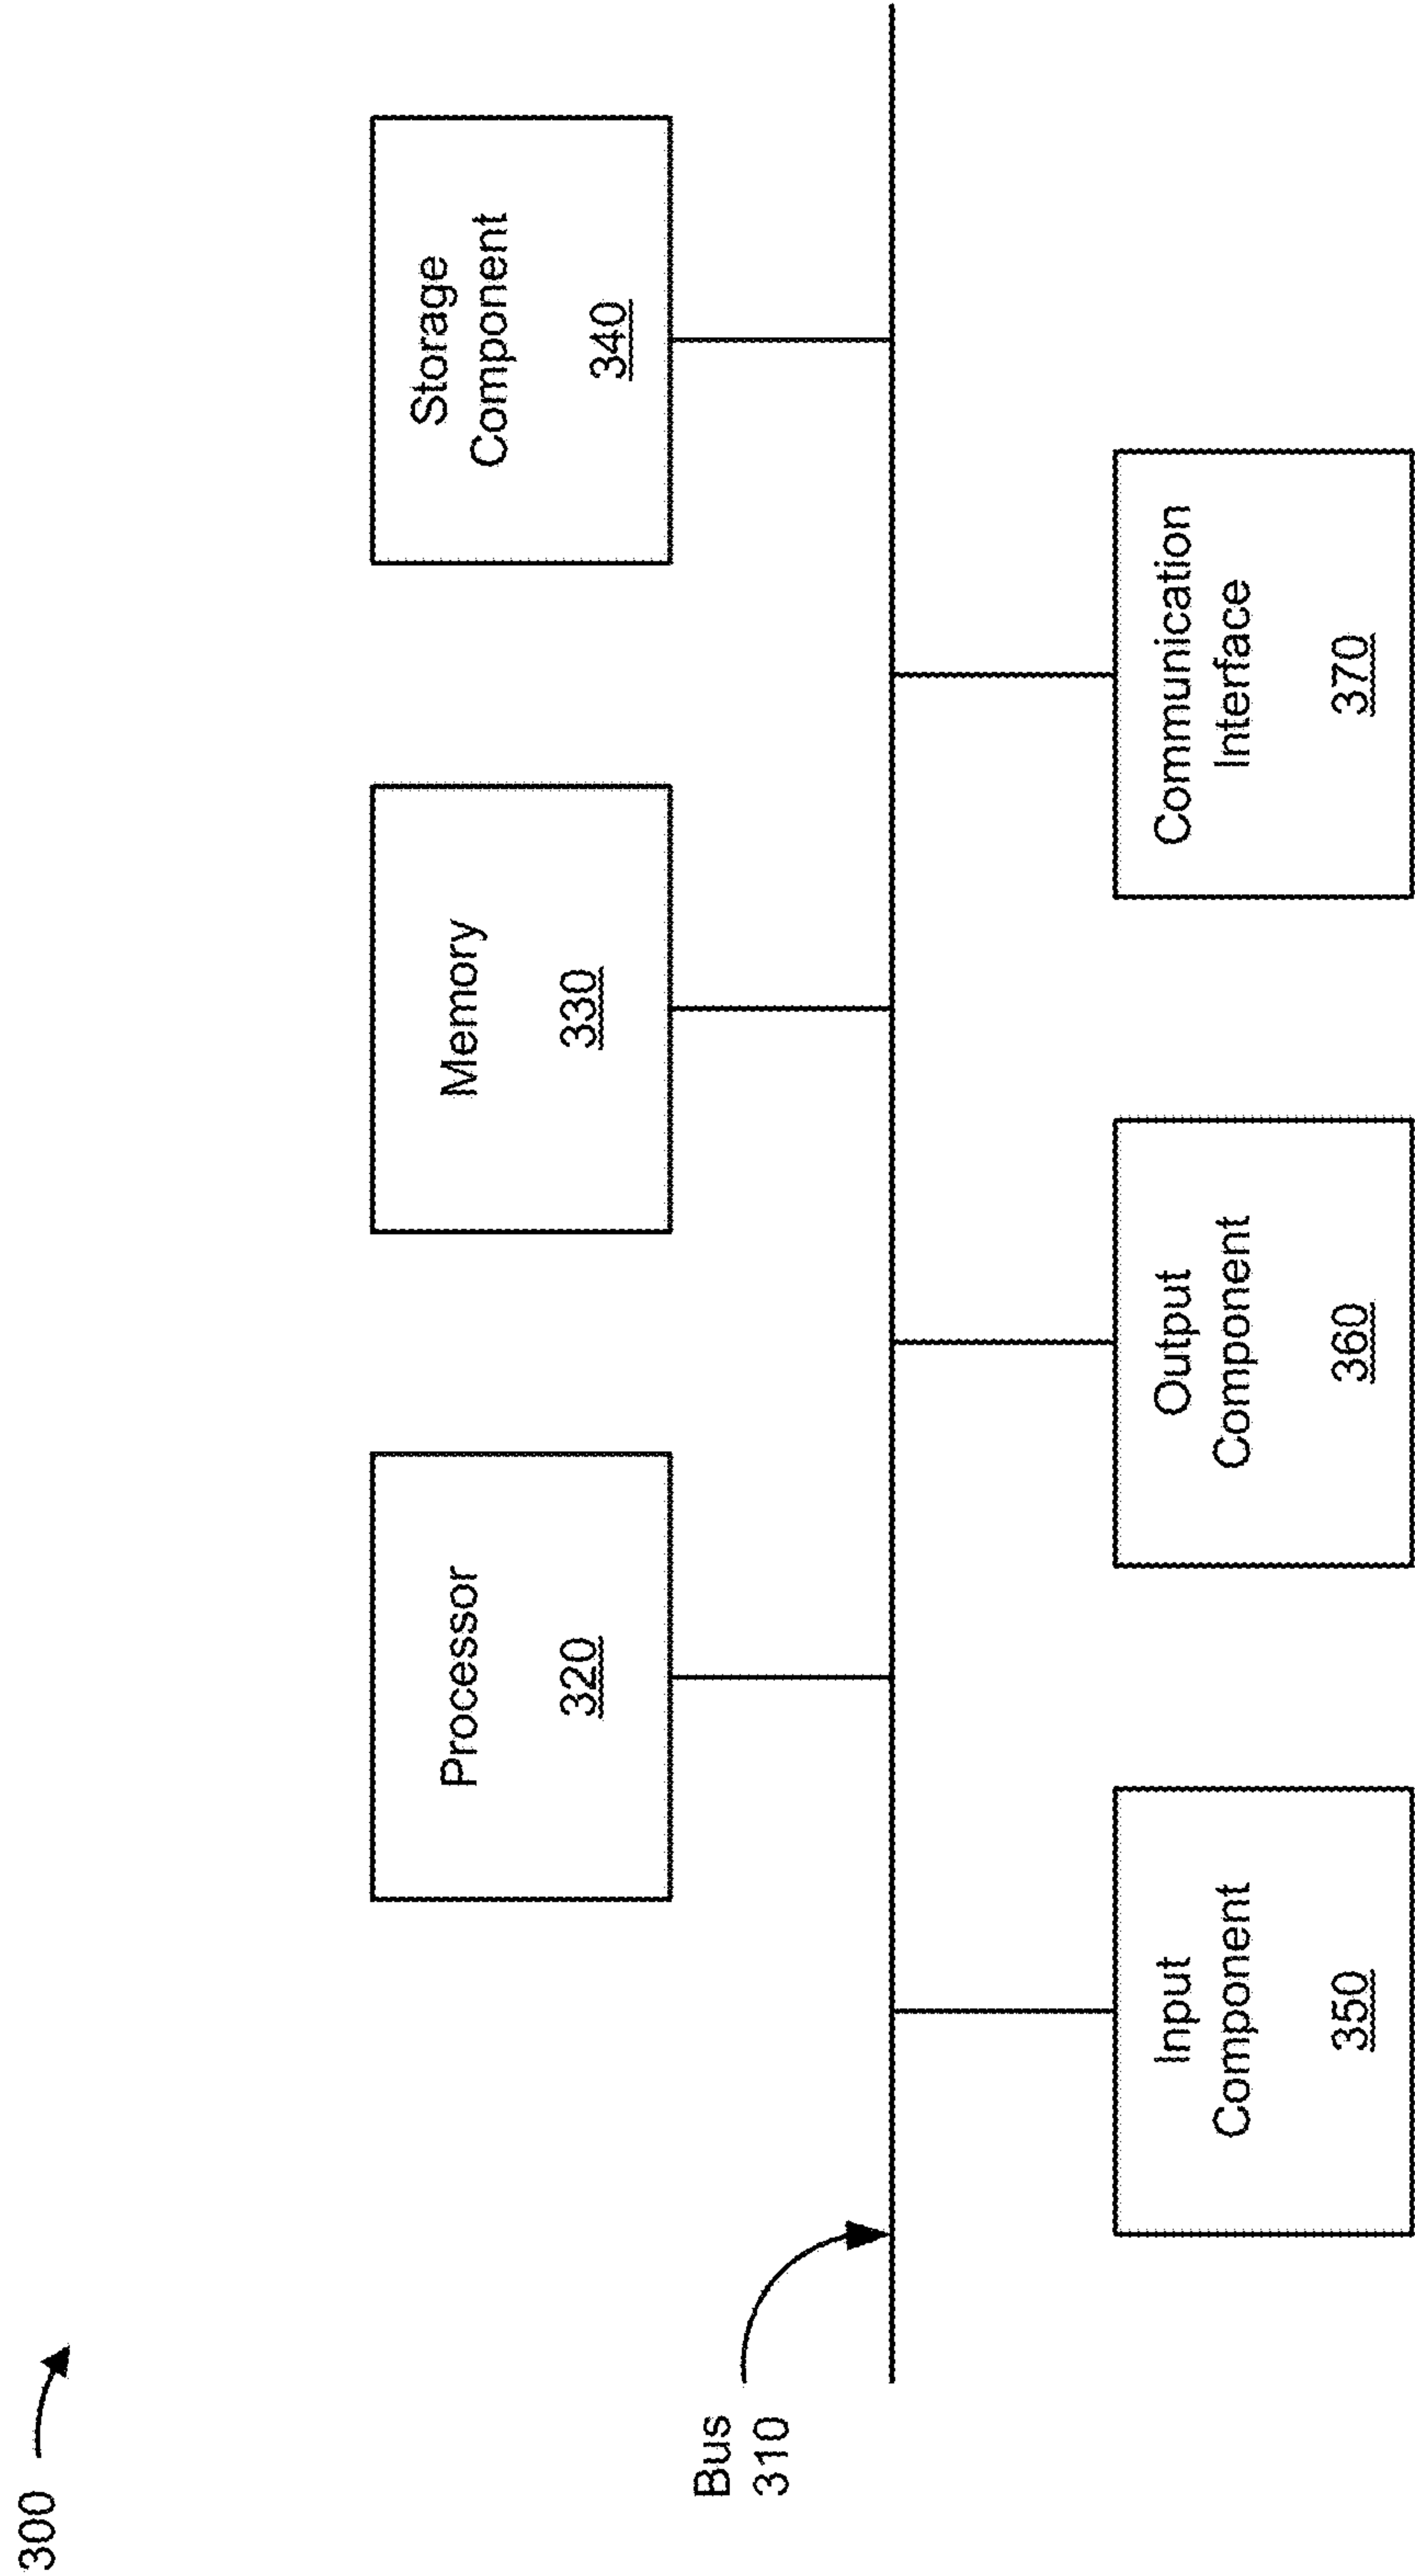 300
Bus
310
Processor
320
Memory
330
Storage
Component
340
Input
Component
350
Output
Component
360
Communication
Interface
370